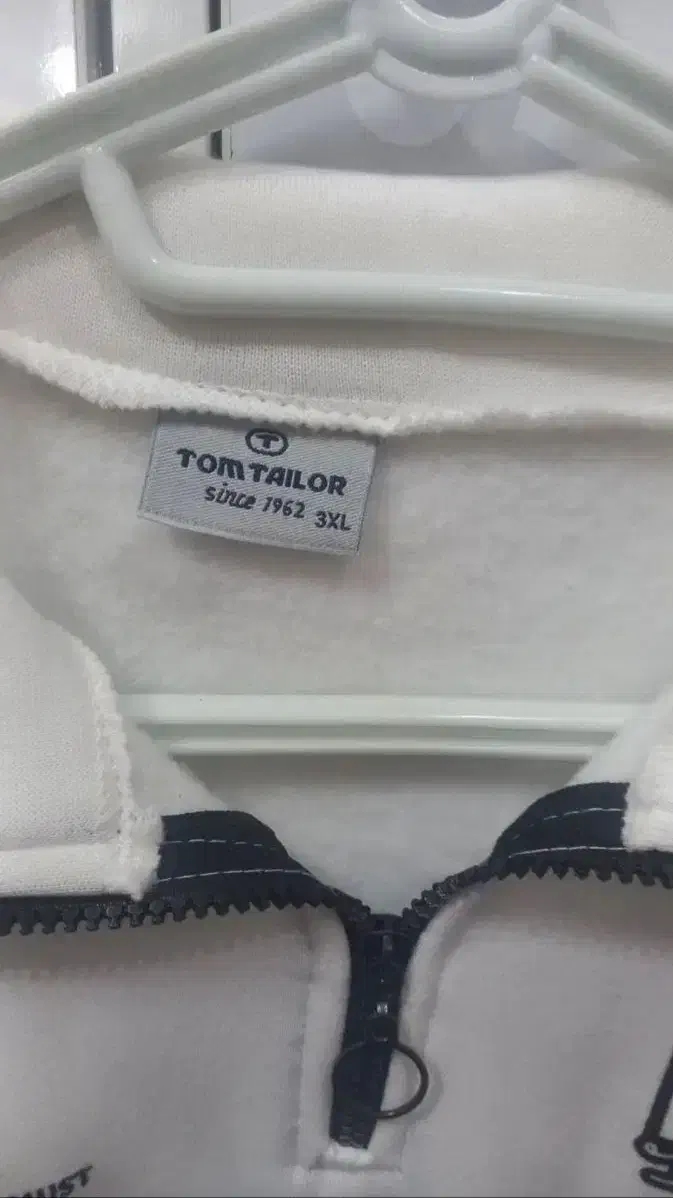 T
TOM TAILOR
since 1962 3XL